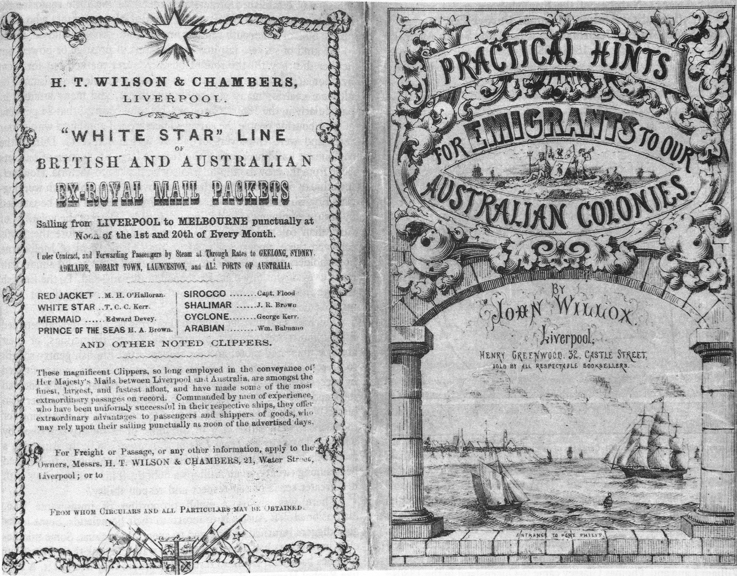 H. T. WILSON & CHAMBERS,
LIVERPOOL.
"WHITE STAR" LINE
OF
BRITISH AND AUSTRALIAN
EX-ROYAL MAIL PACKETS
Sailing from LIVERPOOL to MELBOURNE punctually at
Noon of the 1st and 20th of Every Month.
Under Contract, and Forwarding Passengers by Steam at Through Rates to GEELONG, SYDNEY,
ADELAIDE, HOBART TOWN, LAUNCESTON, and ALL PORTS OF AUSTRALIA.
RED JACKET .. M. H. O'Halloran.
WHITE STAR .. T. C. C. Kerr.
MERMAID ..... Edward Devey.
PRINCE OF THE SEAS H. A. Brown.
SIROCCO ........ Capt. Flood
SHALIMAR ...... J. R. Brown
CYCLONE ....... George Kerr.
ARABIAN ....... Wm.
AND OTHER NOTED CLIPPERS.
These magnificent Clippers, so long employed in the conveyance of
Her Majesty's Mails between Liverpool and Australia, are amongst the
finest, largest, and fastest afloat, and have made some of the most
extraordinary passages on record. Commanded by men of experience,
who have been uniformly successful in their respective ships, they offer
extraordinary advantages to passengers and shippers of goods, who
may rely upon their sailing punctually at noon of the advertised days.
For Freight or Passage, or any other information, apply to the
Owners, Messrs. H. T. WILSON & CHAMBERS, 21, Water Street,
Liverpool; or to
FROM WHOM CIRCULARS AND ALL PARTICULARS MAY BE OBTAINED.
PRACTICAL HINTS
FOR EMIGRANTS TO OUR
AUSTRALIAN COLONIES.
BY
JOHN WILLOX.
Liverpool:
HENRY GREENWOOD. 32, CASTLE STREET,
SOLD BY ALL RESPECTABLE BOOKSELLERS.
ENTRANCE TO PORT PHILIP